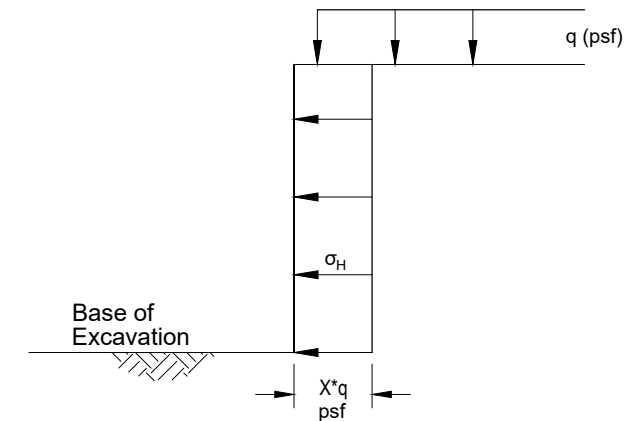 q (psf)
σH
Base of
Excavation
X*q
psf